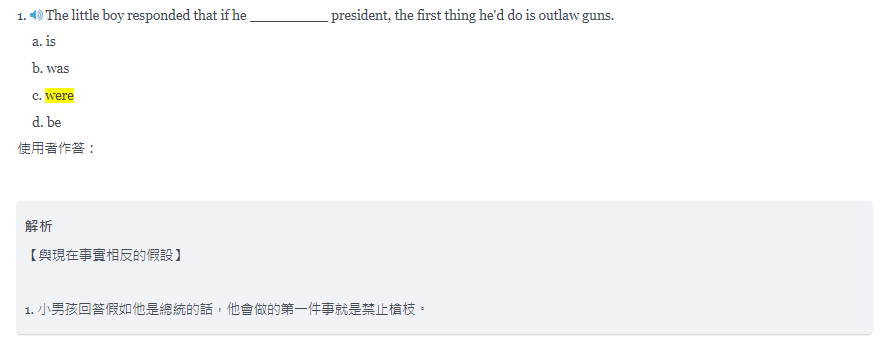 1. The little boy responded that if he __________ president, the first thing he'd do is outlaw guns.
a. is
b. was
c. were
d. be
使用者作答：
解析
【與現在事實相反的假設】
1. 小男孩回答假如他是總統的話，他會做的第一件事就是禁止槍枝。